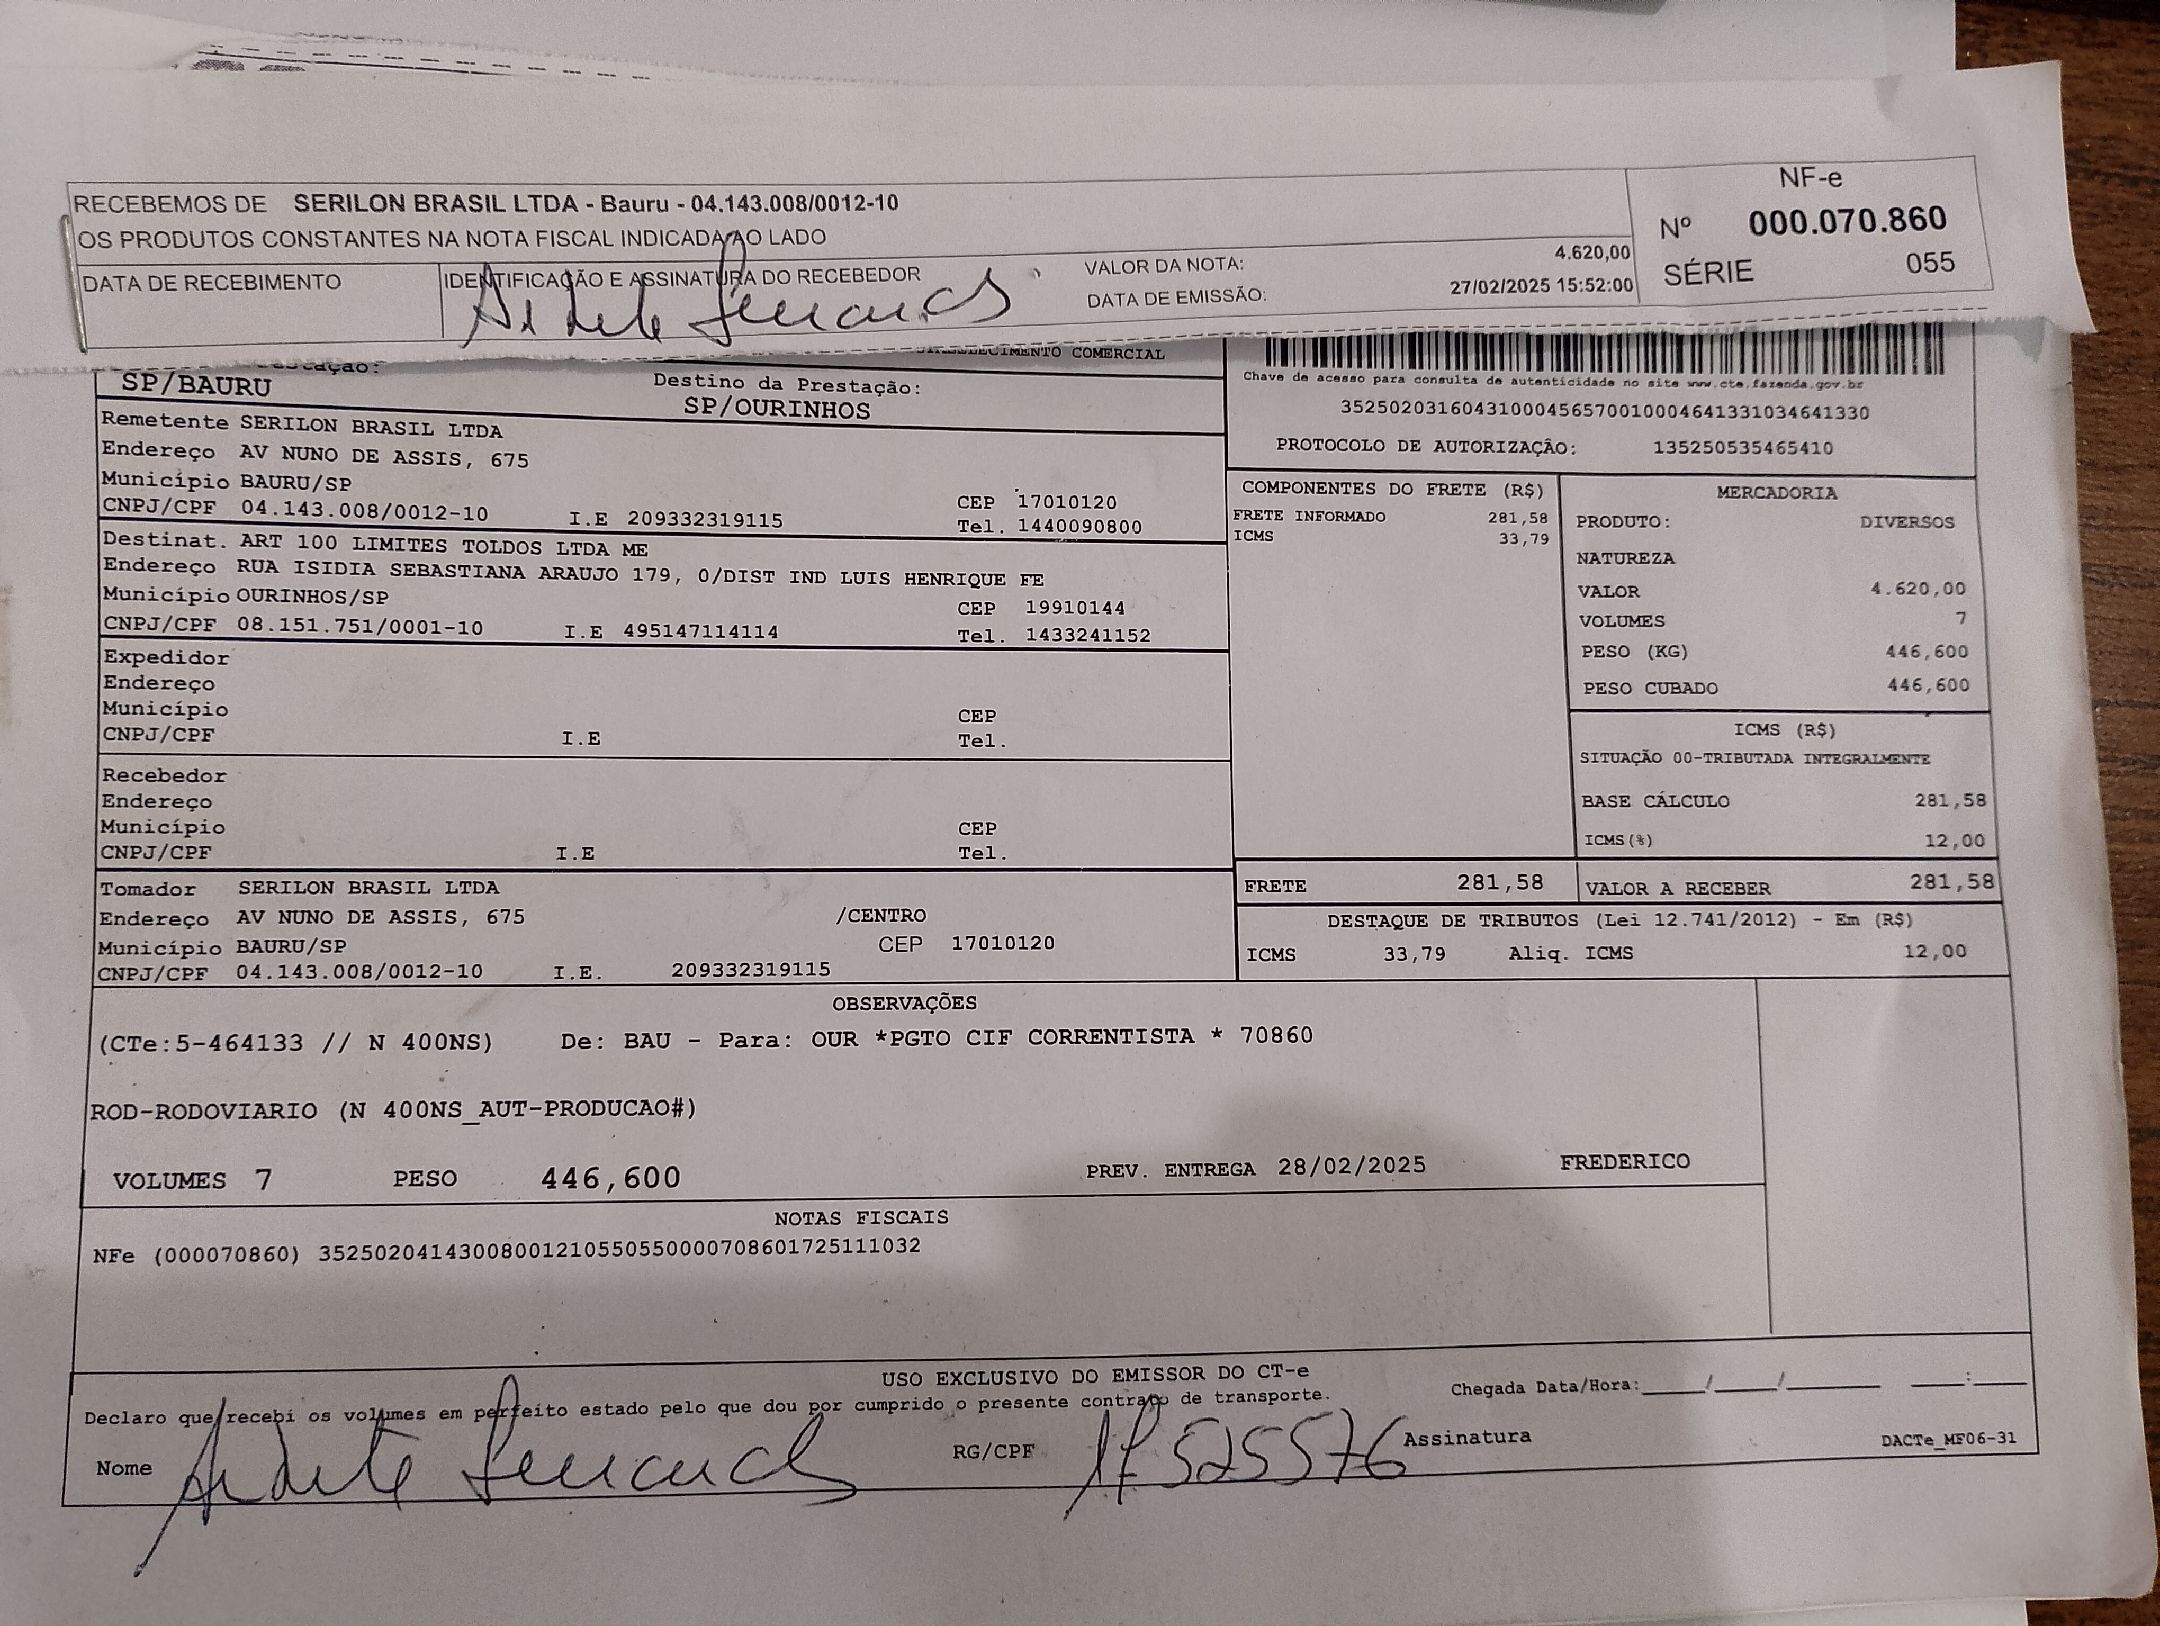 RECEBEMOS DE SERILON BRASIL LTDA - Bauru - 04.143.008/0012-10
OS PRODUTOS CONSTANTES NA NOTA FISCAL INDICADA AO LADO
DATA DE RECEBIMENTO
IDENTIFICAÇÃO E ASSINATURA DO RECEBEDOR
VALOR DA NOTA: 4.620,00
DATA DE EMISSÃO: 27/02/2025 15:52:00
NF-e
Nº 000.070.860
SÉRIE 055
COMERCIAL
SP/BAURU
Destino da Prestação:
SP/OURINHOS
Remetente SERILON BRASIL LTDA
Endereço AV NUNO DE ASSIS, 675
Município BAURU/SP
CEP 17010120
CNPJ/CPF 04.143.008/0012-10 I.E 209332319115 Tel. 1440090800
Destinat. ART 100 LIMITES TOLDOS LTDA ME
Endereço RUA ISIDIA SEBASTIANA ARAUJO 179, 0/DIST IND LUIS HENRIQUE FE
Município OURINHOS/SP CEP 19910144
CNPJ/CPF 08.151.751/0001-10 I.E 495147114114 Tel. 1433241152
Expedidor
Endereço
Município CEP
CNPJ/CPF I.E Tel.
Recebedor
Endereço
Município CEP
CNPJ/CPF I.E Tel.
Tomador SERILON BRASIL LTDA
Endereço AV NUNO DE ASSIS, 675 /CENTRO
Município BAURU/SP CEP 17010120
CNPJ/CPF 04.143.008/0012-10 I.E. 209332319115
Chave de acesso para consulta de autenticidade no site www.cte.fazenda.gov.br
35250203160431000456570010004641331034641330
PROTOCOLO DE AUTORIZAÇÃO: 135250535465410
COMPONENTES DO FRETE (R$)
FRETE INFORMADO 281,58
ICMS 33,79
MERCADORIA
PRODUTO: DIVERSOS
NATUREZA
VALOR 4.620,00
VOLUMES 7
PESO (KG) 446,600
PESO CUBADO 446,600
ICMS (R$)
SITUAÇÃO 00-TRIBUTADA INTEGRALMENTE
BASE CÁLCULO 281,58
ICMS(%) 12,00
FRETE 281,58 VALOR A RECEBER 281,58
DESTAQUE DE TRIBUTOS (Lei 12.741/2012) - Em (R$)
ICMS 33,79 Aliq. ICMS 12,00
OBSERVAÇÕES
(CTe:5-464133 // N 400NS) De: BAU - Para: OUR *PGTO CIF CORRENTISTA * 70860
ROD-RODOVIARIO (N 400NS_AUT-PRODUCAO#)
VOLUMES 7 PESO 446,600 PREV. ENTREGA 28/02/2025 FREDERICO
NOTAS FISCAIS
NFe (000070860) 35250204143008001210550550000708601725111032
USO EXCLUSIVO DO EMISSOR DO CT-e
Declaro que recebi os volumes em perfeito estado pelo que dou por cumprido o presente contrato de transporte.
Chegada Data/Hora:_____/_____/_______ ____:____
Nome
RG/CPF
Assinatura
DACTe_MF06-31